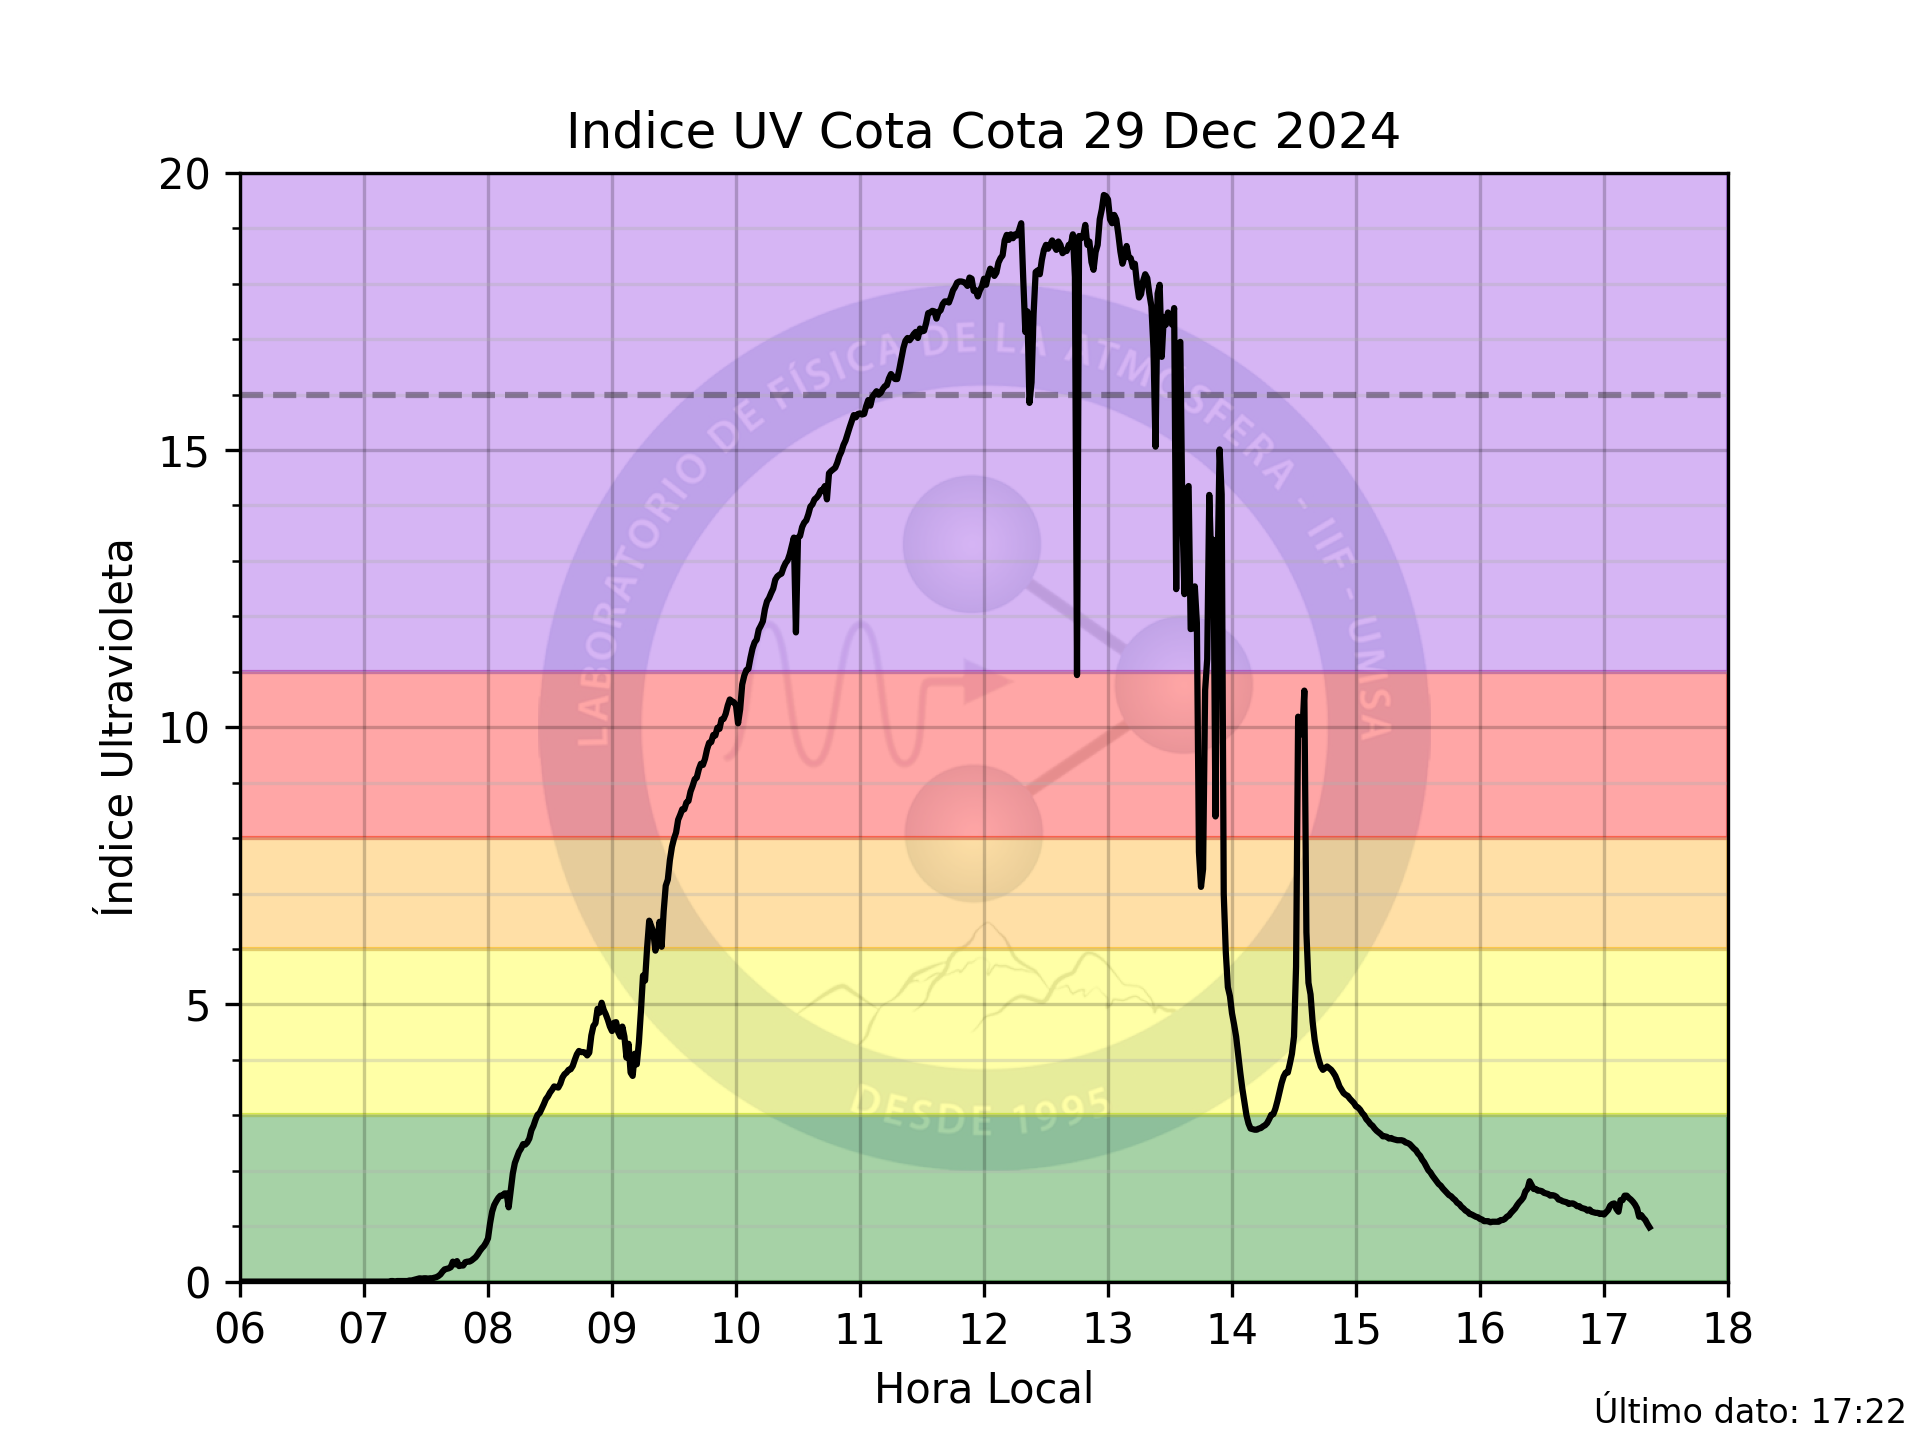 Indice UV Cota Cota 29 Dec 2024
20
15
10
5
0
Índice Ultravioleta
LABORATORIO DE FÍSICA DE LA ATMOSFERA - IIF - UMSA
DESDE 1995
06 07 08 09 10 11 12 13 14 15 16 17 18
Hora Local
Último dato: 17:22